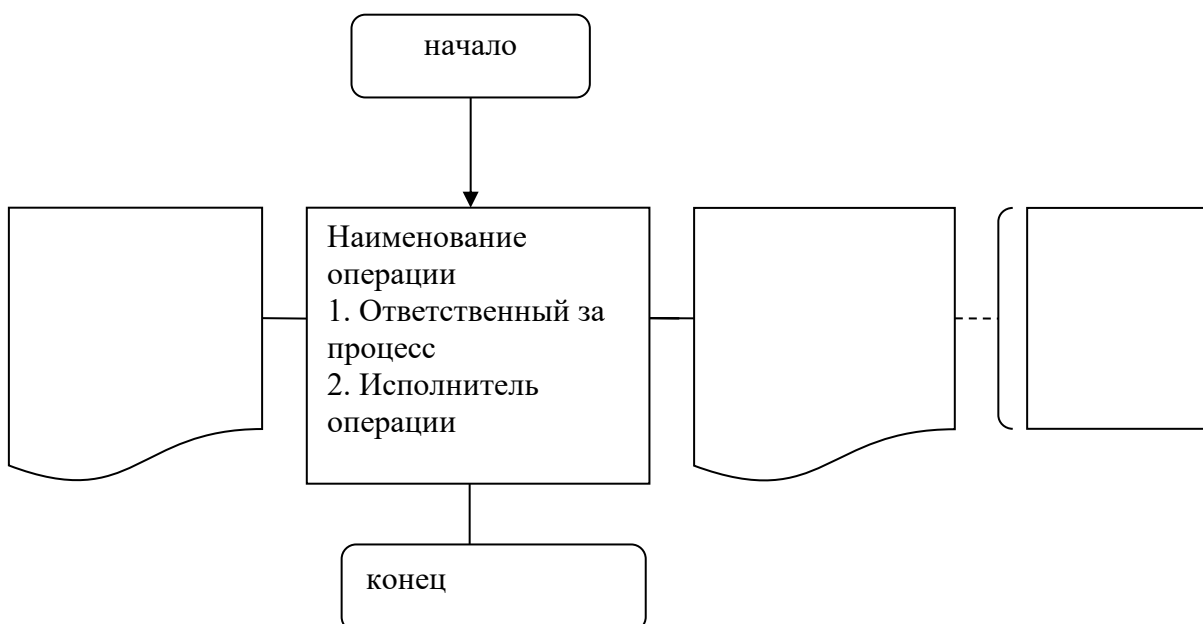 начало
Наименование
операции
1. Ответственный за
процесс
2. Исполнитель
операции
конец